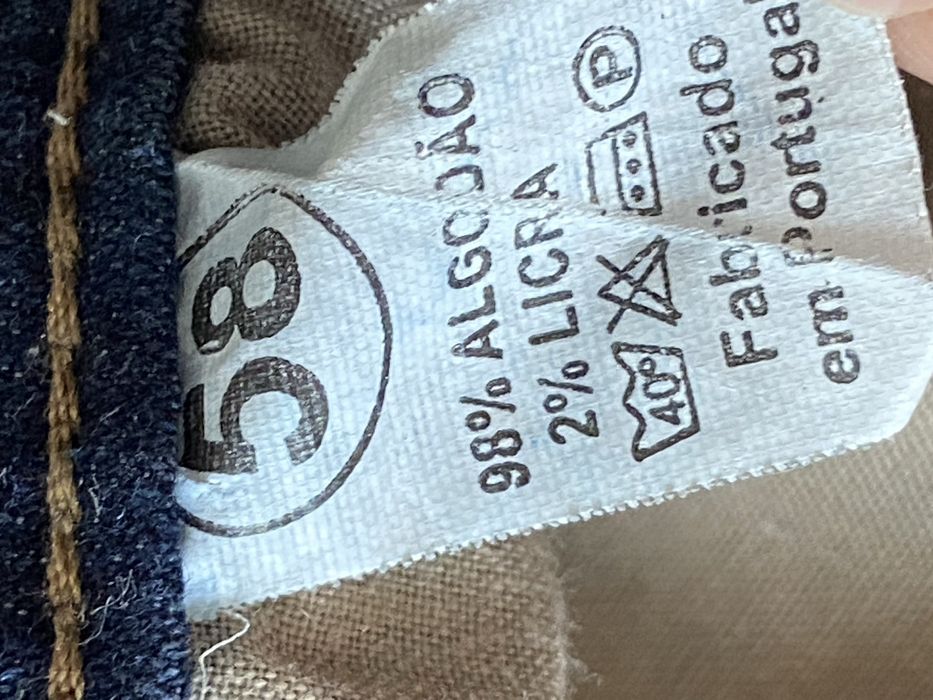 58
98% ALGODÃO
2% LICRA
40° P
Fabricado
em Portugal